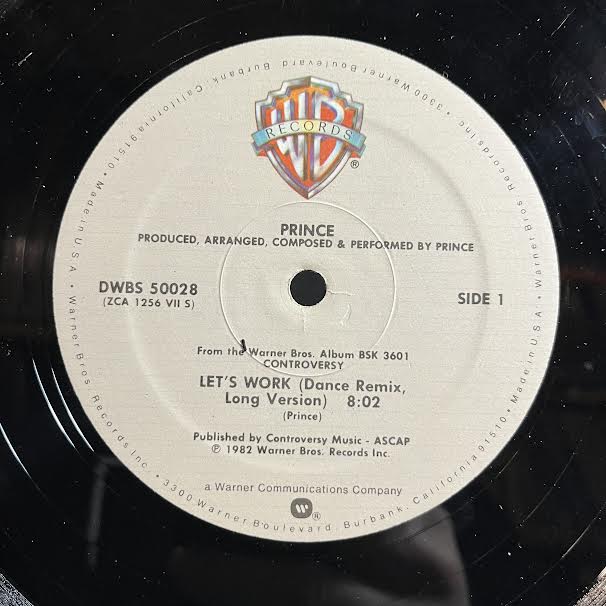 3300 Warner Boulevard, Burbank, California 91510 • Made in U.S.A. • Warner Bros. Records Inc. • 3300 Warner Boulevard, Burbank, California 91510 • Made in U.S.A. • Warner Bros. Records Inc. •
WB
RECORDS
®
PRINCE
PRODUCED, ARRANGED, COMPOSED & PERFORMED BY PRINCE
DWBS 50028
(ZCA 1256 VII S)
SIDE 1
From the Warner Bros. Album BSK 3601
CONTROVERSY
LET'S WORK (Dance Remix,
Long Version) 8:02
(Prince)
Published by Controversy Music - ASCAP
℗ 1982 Warner Bros. Records Inc.
a Warner Communications Company
®